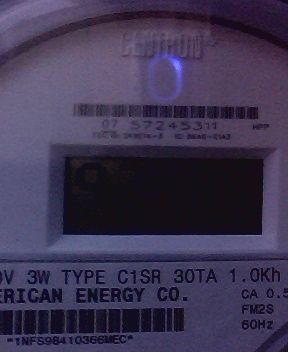 CENTRON
07 57245311 HPP
0V 3W TYPE C1SR 30TA 1.0Kh
ERICAN ENERGY CO. CA 0.5
FM2S
60Hz
*1NFS98410366MEC*